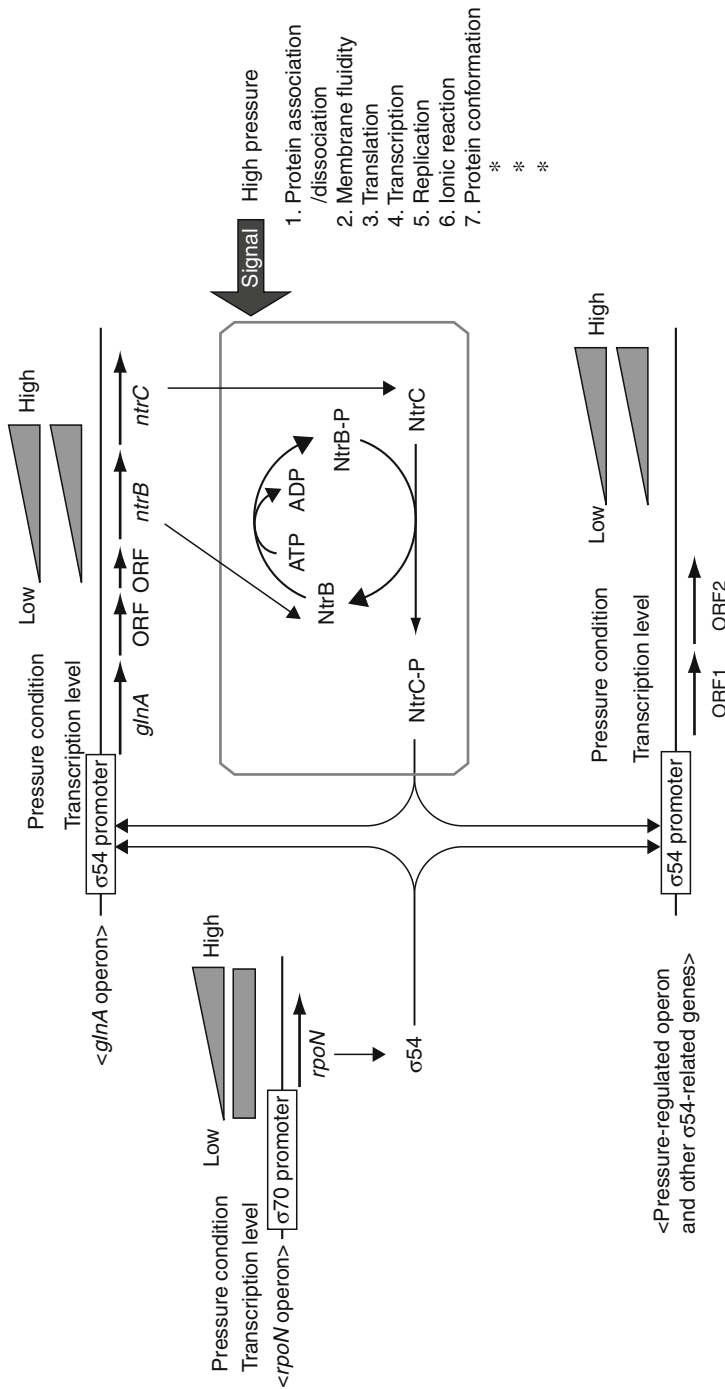 Low
High
Pressure condition
Transcription level
<glnA operon>
σ54 promoter
glnA
ORF
ORF
ntrB
ntrC
Low
High
Pressure condition
Transcription level
<rpoN operon>
σ70 promoter
rpoN
σ54
ATP
ADP
NtrB
NtrB-P
NtrC-P
NtrC
Signal
High pressure
1. Protein association
/dissociation
2. Membrane fluidity
3. Translation
4. Transcription
5. Replication
6. Ionic reaction
7. Protein conformation
*
*
*
Low
High
Pressure condition
Transcription level
σ54 promoter
ORF1
ORF2
<Pressure-regulated operon
and other σ54-related genes>